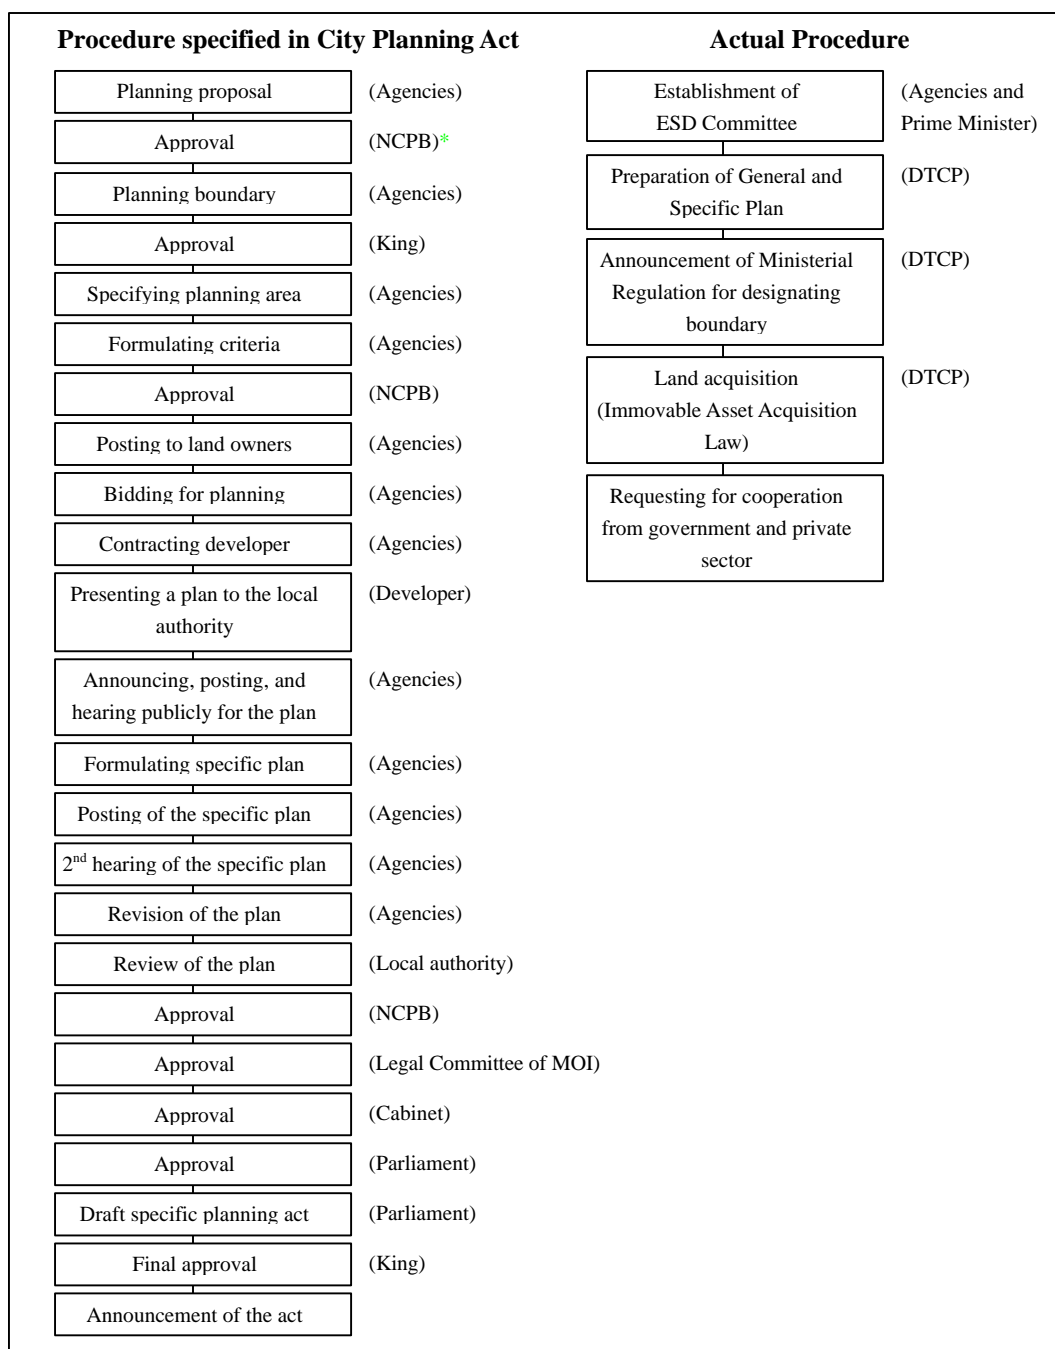 Procedure specified in City Planning Act
Planning proposal (Agencies)
Approval (NCPB)*
Planning boundary (Agencies)
Approval (King)
Specifying planning area (Agencies)
Formulating criteria (Agencies)
Approval (NCPB)
Posting to land owners (Agencies)
Bidding for planning (Agencies)
Contracting developer (Agencies)
Presenting a plan to the local (Developer)
authority
Announcing, posting, and (Agencies)
hearing publicly for the plan
Formulating specific plan (Agencies)
Posting of the specific plan (Agencies)
2nd hearing of the specific plan (Agencies)
Revision of the plan (Agencies)
Review of the plan (Local authority)
Approval (NCPB)
Approval (Legal Committee of MOI)
Approval (Cabinet)
Approval (Parliament)
Draft specific planning act (Parliament)
Final approval (King)
Announcement of the act
Actual Procedure
Establishment of (Agencies and
ESD Committee Prime Minister)
Preparation of General and (DTCP)
Specific Plan
Announcement of Ministerial (DTCP)
Regulation for designating
boundary
Land acquisition (DTCP)
(Immovable Asset Acquisition
Law)
Requesting for cooperation
from government and private
sector